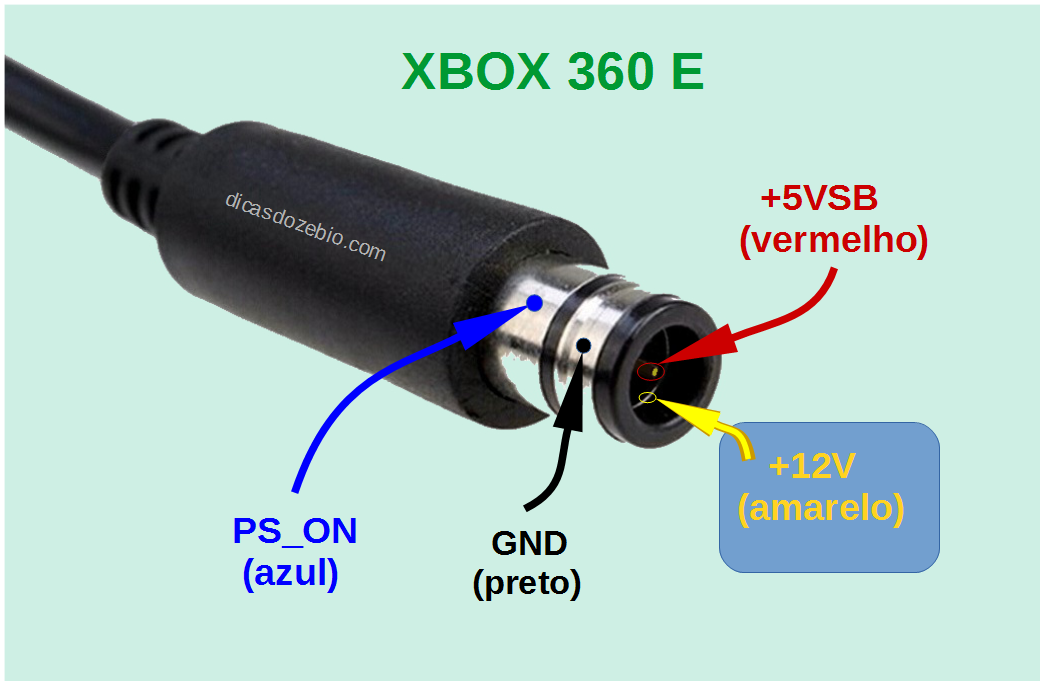 XBOX 360 E
dicasdozebio.com
+5VSB
(vermelho)
+12V
(amarelo)
PS_ON
(azul)
GND
(preto)